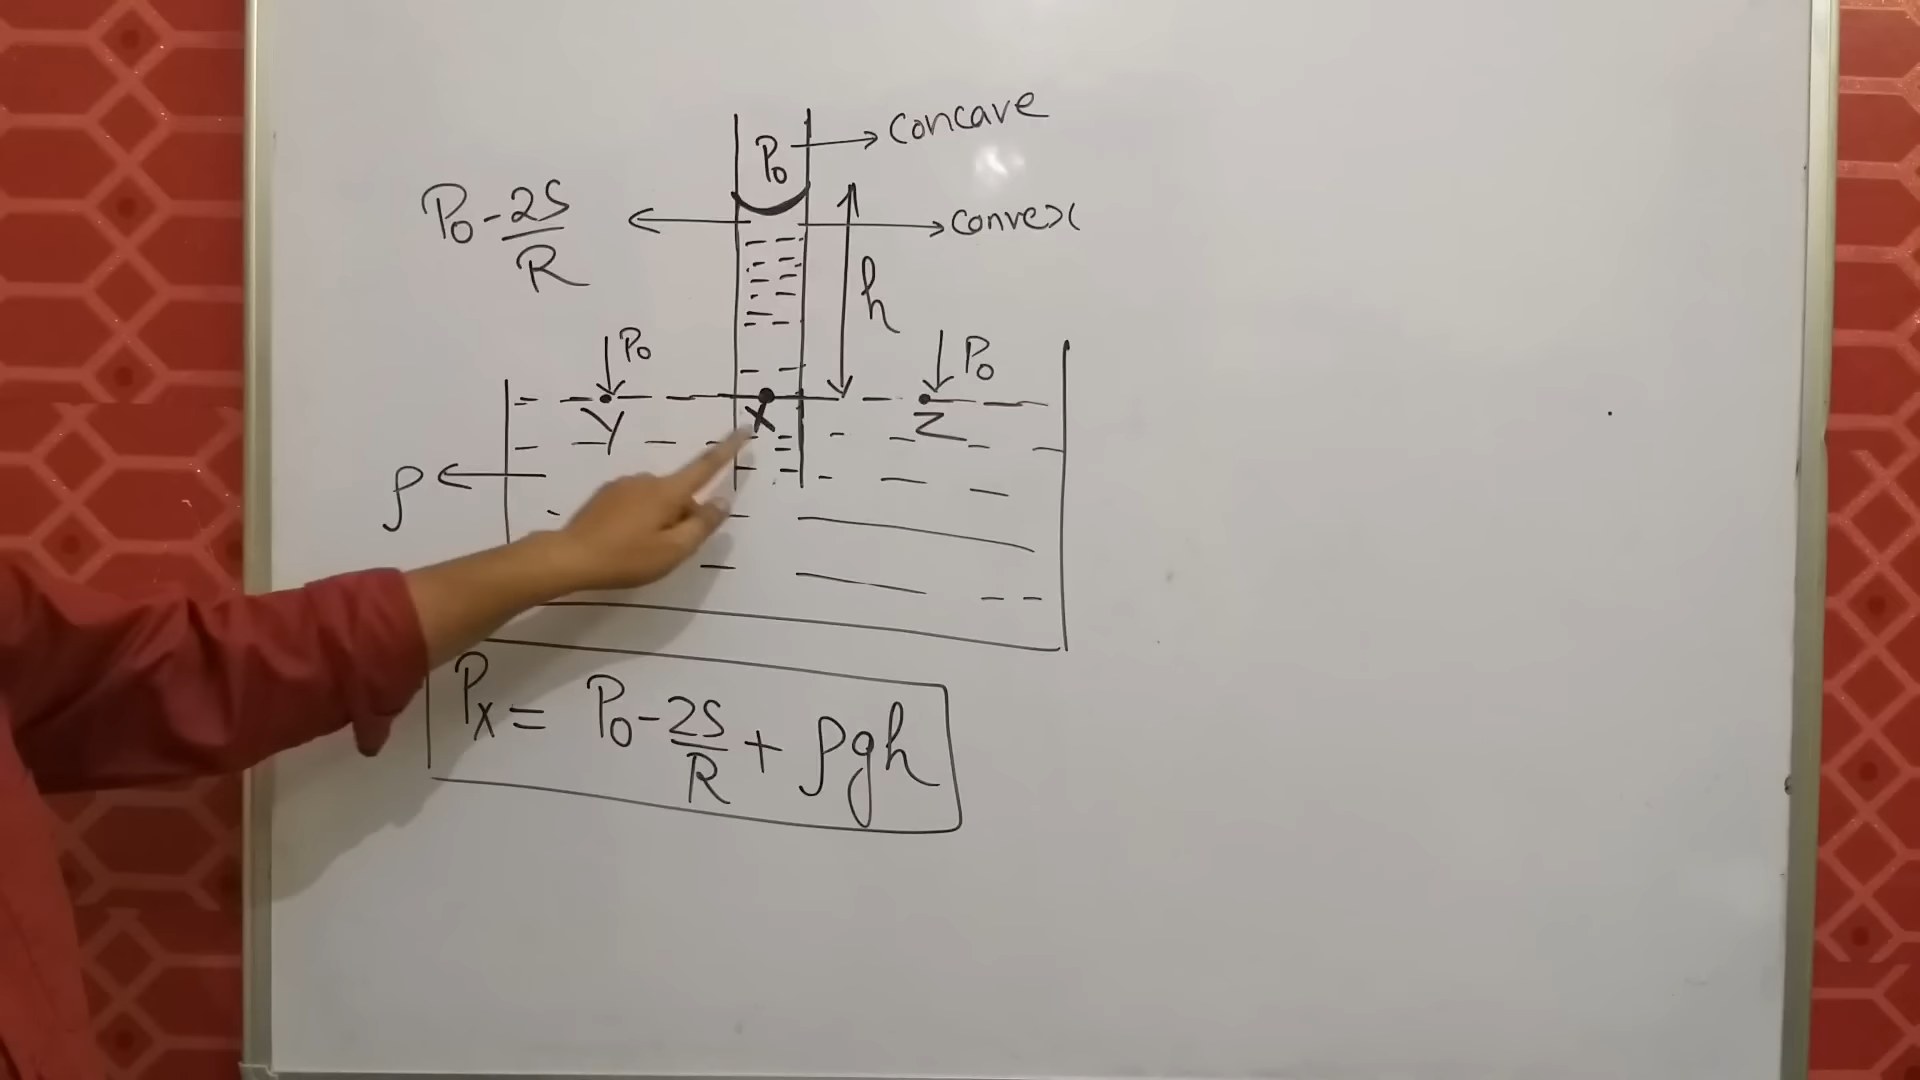 P₀ → concave
P₀ - 2S/R
convex
h
P₀
P₀
Y
X
Z
ρ
Pₓ = P₀ - 2S/R + ρgh